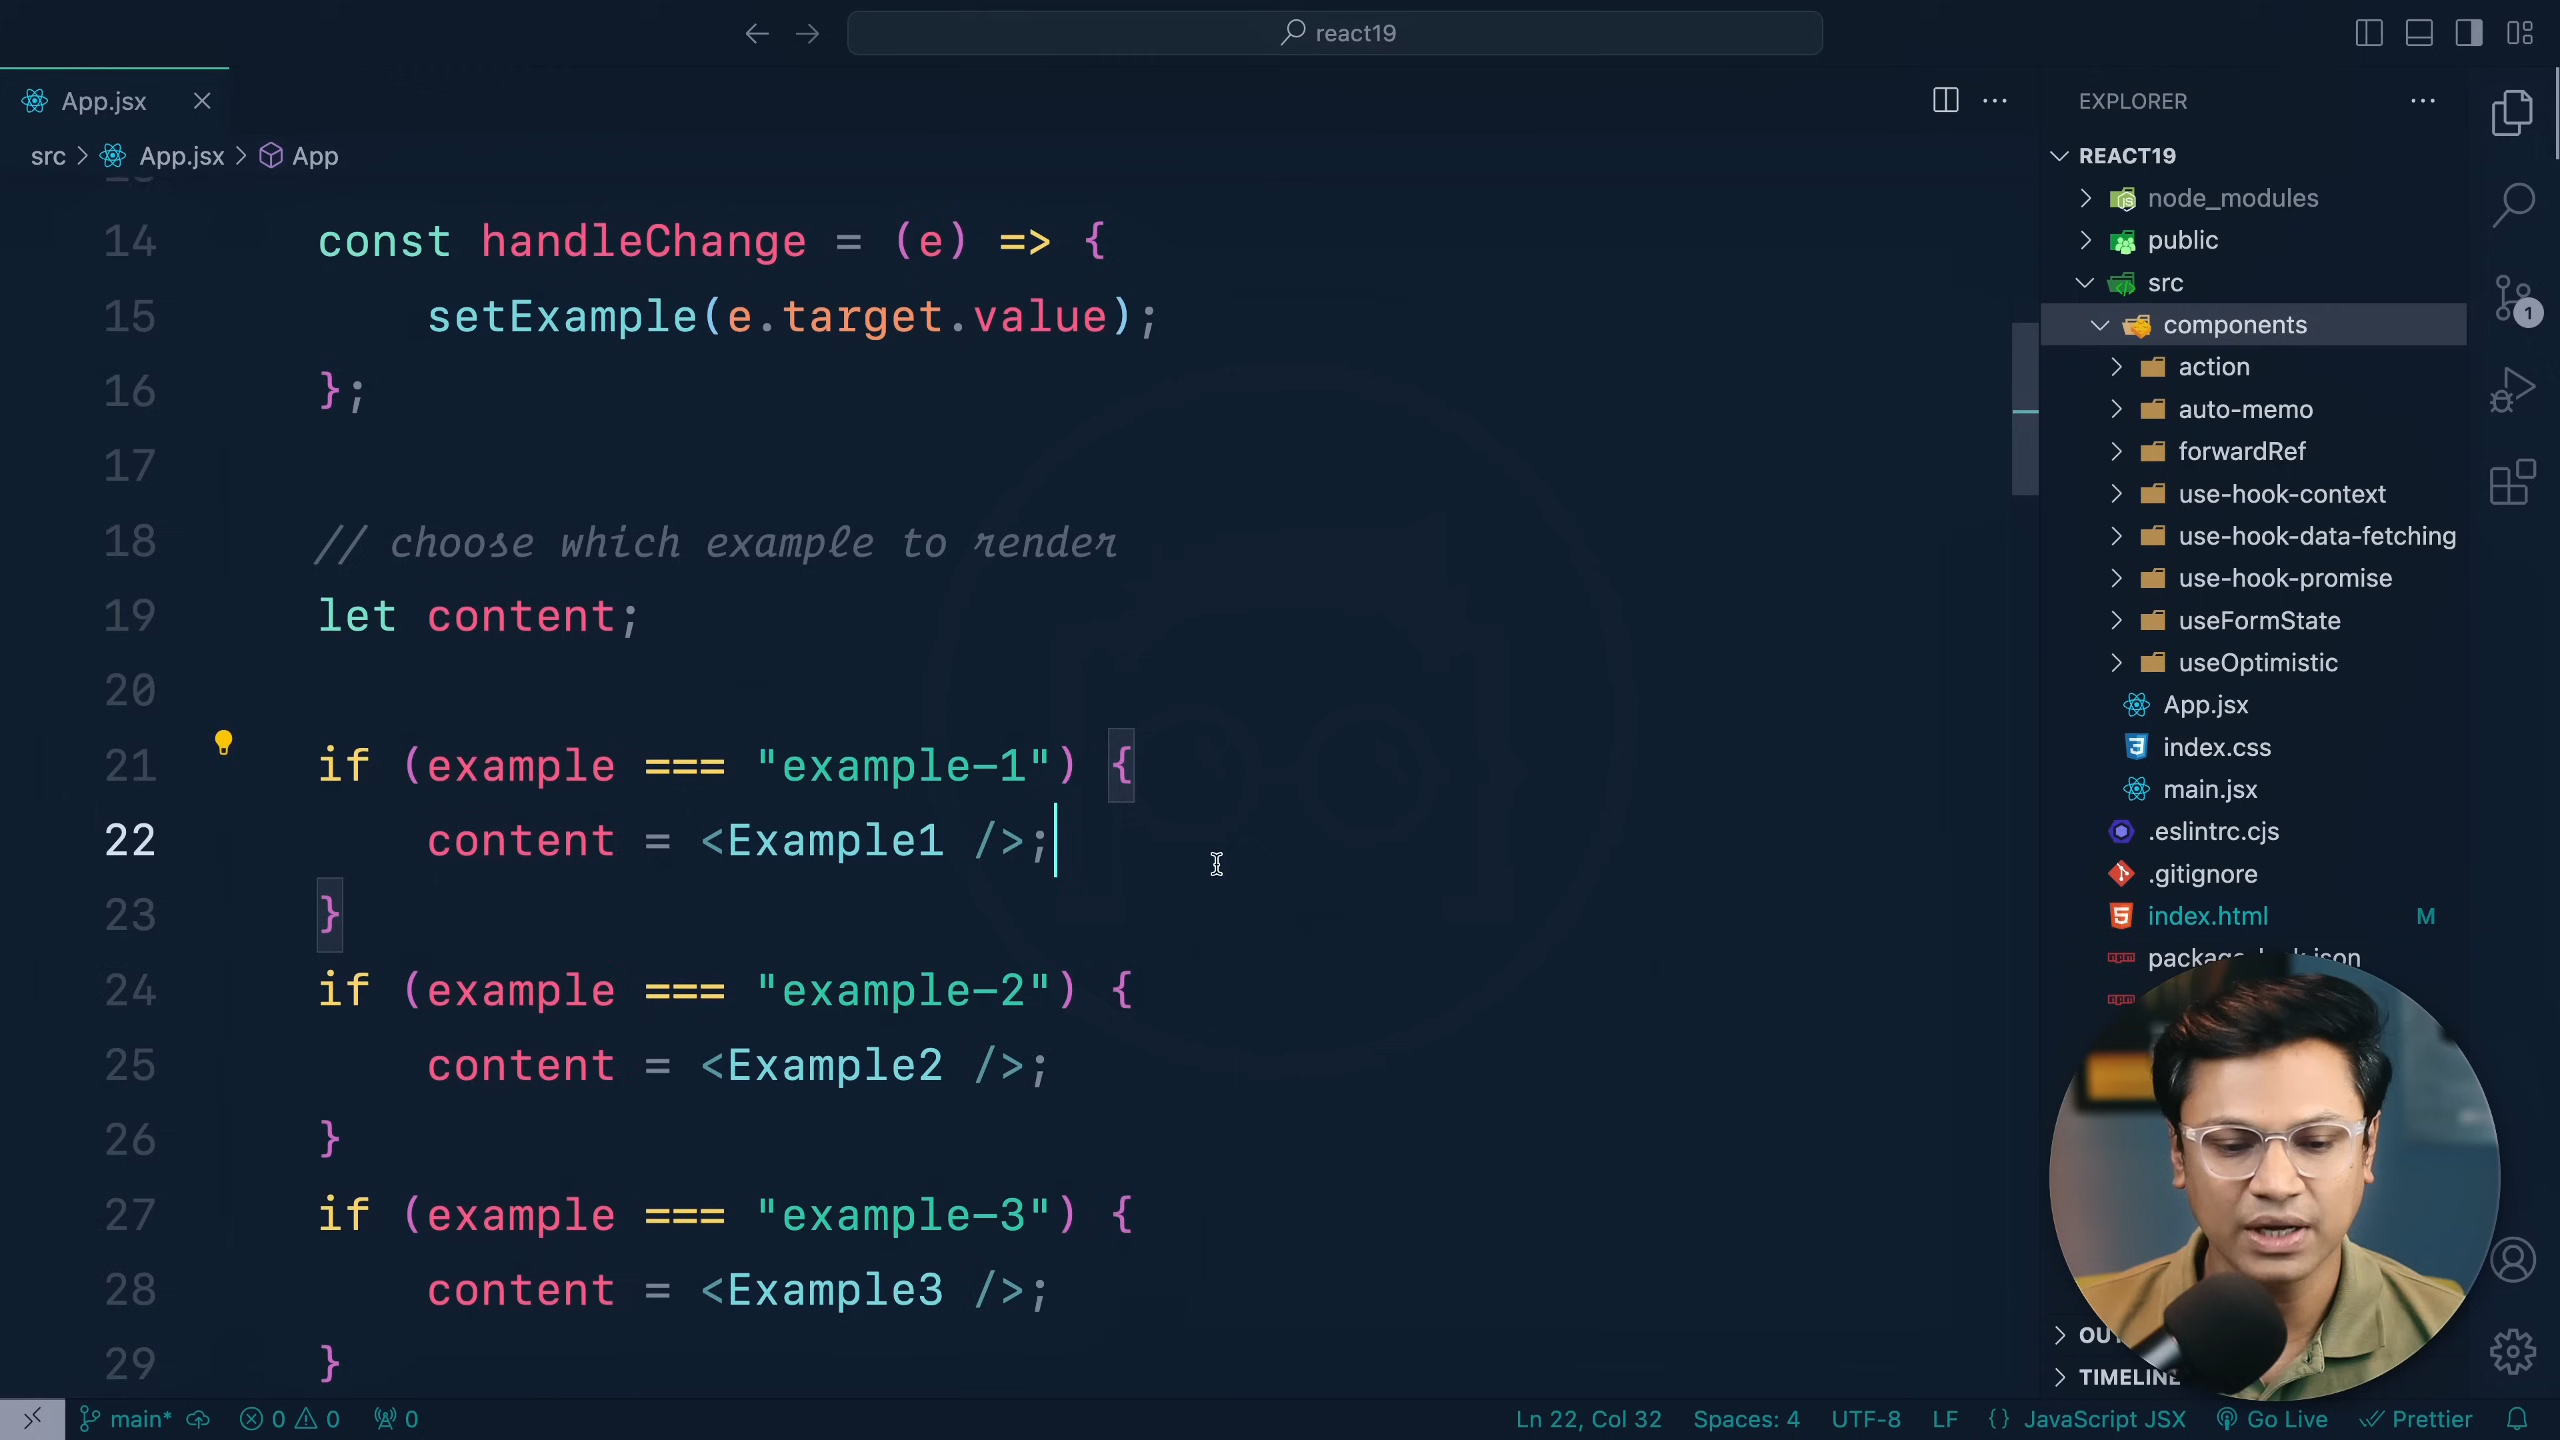 react19
App.jsx
src > App.jsx > App
14 const handleChange = (e) => {
15 setExample(e.target.value);
16 };
17
18 // choose which example to render
19 let content;
20
21 if (example === "example-1") {
22 content = <Example1 />;
23 }
24 if (example === "example-2") {
25 content = <Example2 />;
26 }
27 if (example === "example-3") {
28 content = <Example3 />;
29 }
EXPLORER
REACT19
node_modules
public
src
components
action
auto-memo
forwardRef
use-hook-context
use-hook-data-fetching
use-hook-promise
useFormState
useOptimistic
App.jsx
index.css
main.jsx
.eslintrc.cjs
.gitignore
index.html M
TIMELINE
1
main* 0 0 0
Ln 22, Col 32 Spaces: 4 UTF-8 LF {} JavaScript JSX Go Live Prettier